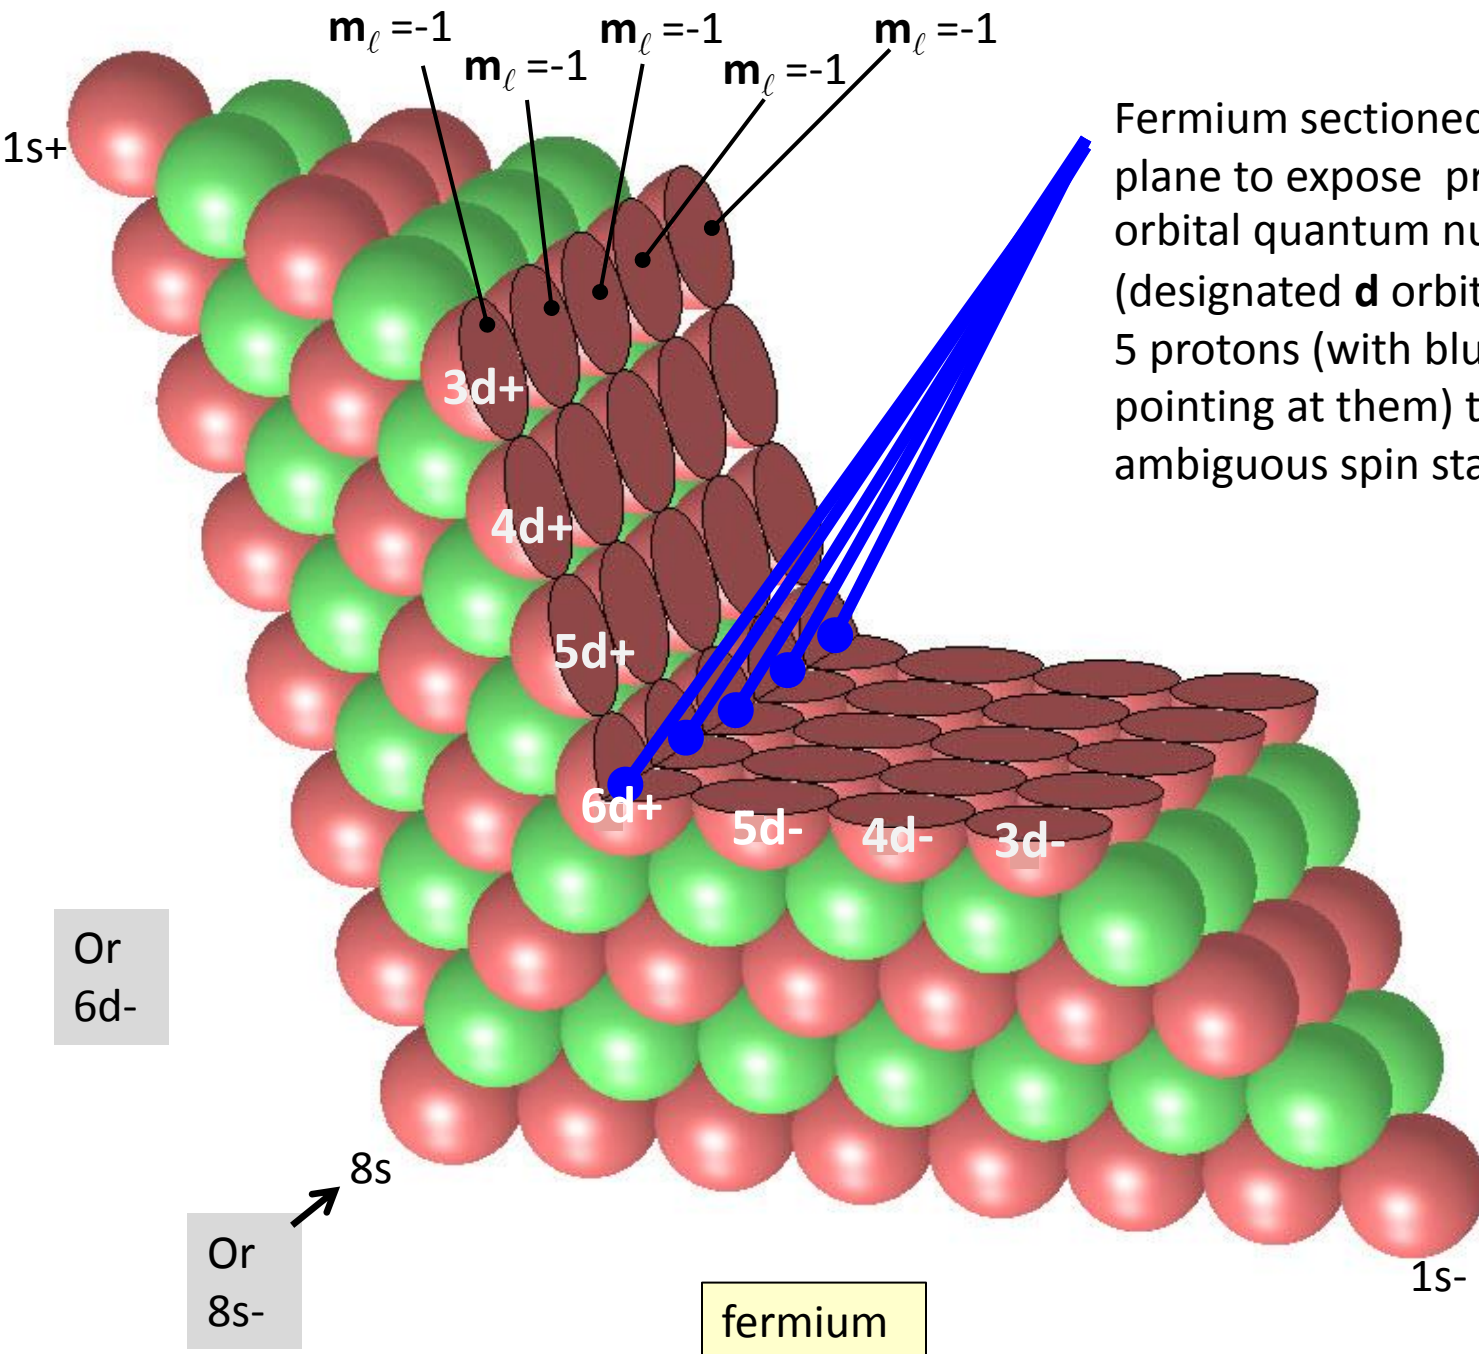 mℓ =-1
mℓ =-1
mℓ =-1
mℓ =-1
mℓ =-1
1s+
Fermium sectioned
plane to expose pr
orbital quantum nu
(designated d orbit
5 protons (with blu
pointing at them) t
ambiguous spin sta
3d+
4d+
5d+
6d+
5d-
4d-
3d-
Or
6d-
8s
Or
8s-
1s-
fermium